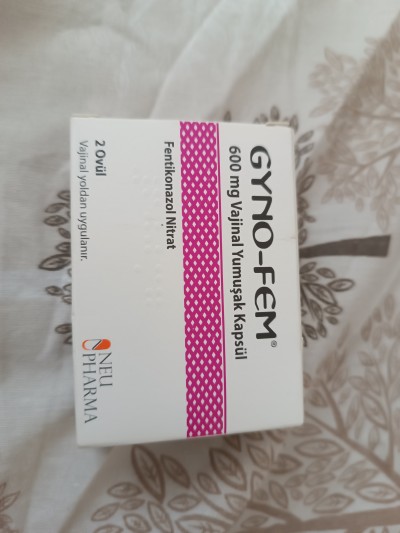 GYNO-FEM®
600 mg Vajinal Yumuşak Kapsül
Fentikonazol Nitrat
2 Ovül
Vajinal yoldan uygulanır.
NEU
PHARMA